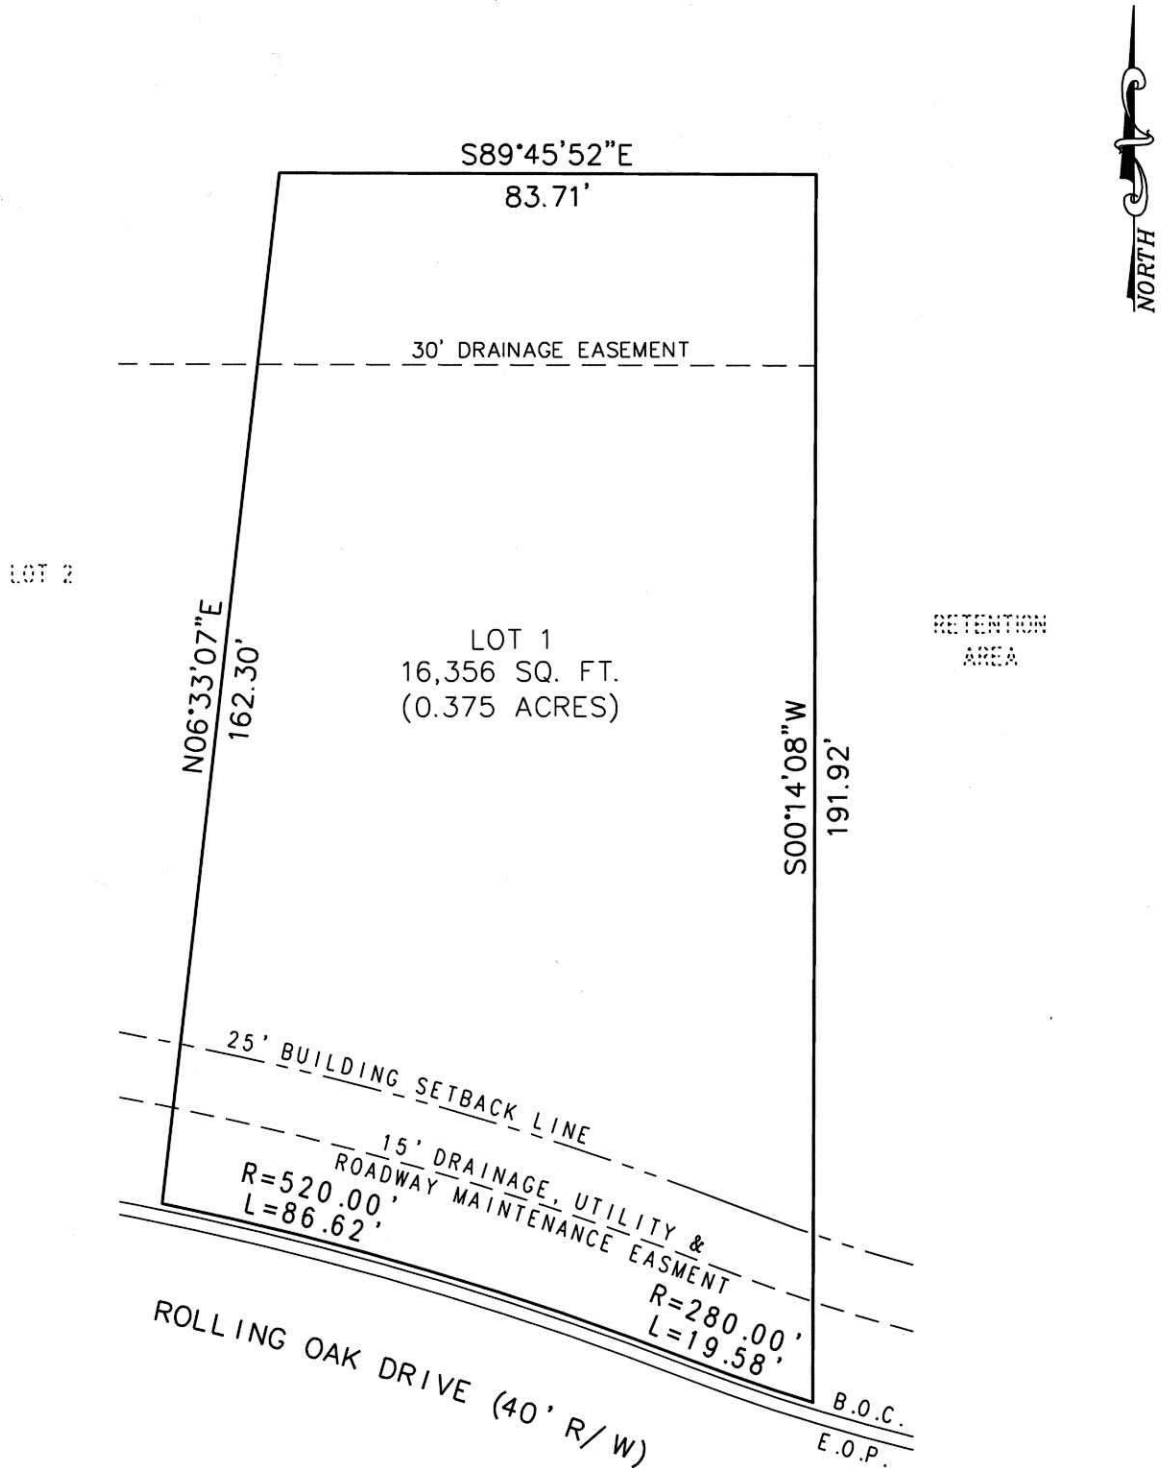 NORTH
S89°45'52"E
83.71'
30' DRAINAGE EASEMENT
LOT 2
N06°33'07"E
162.30'
LOT 1
16,356 SQ. FT.
(0.375 ACRES)
RETENTION
AREA
S00°14'08"W
191.92'
25' BUILDING SETBACK LINE
15' DRAINAGE, UTILITY &
ROADWAY MAINTENANCE EASMENT
R=520.00'
L=86.62'
R=280.00'
L=19.58'
ROLLING OAK DRIVE (40' R/W)
B.O.C.
E.O.P.